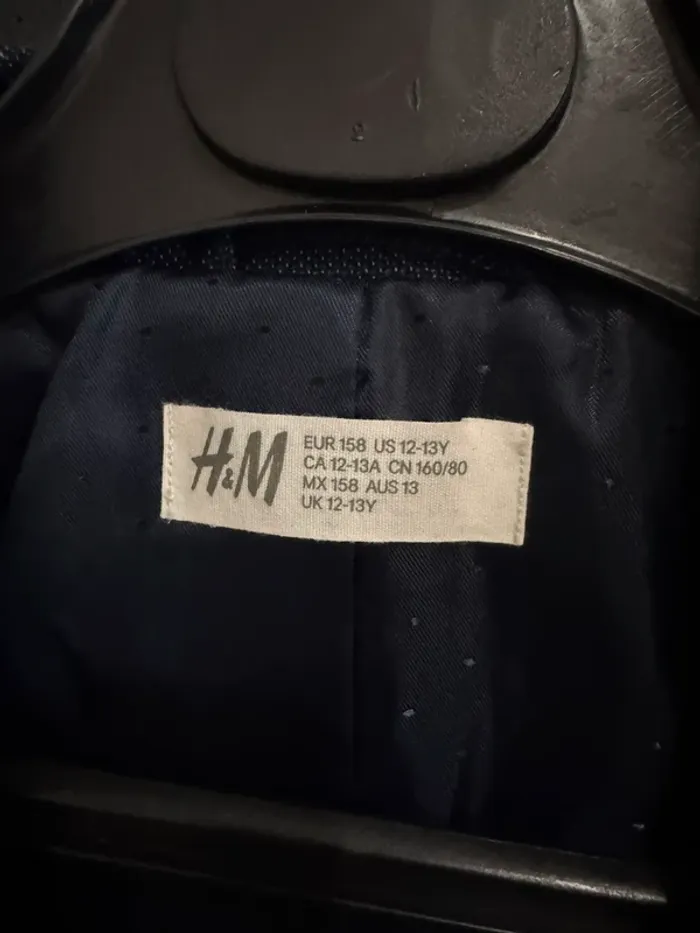 H&M
EUR 158 US 12-13Y
CA 12-13A CN 160/80
MX 158 AUS 13
UK 12-13Y